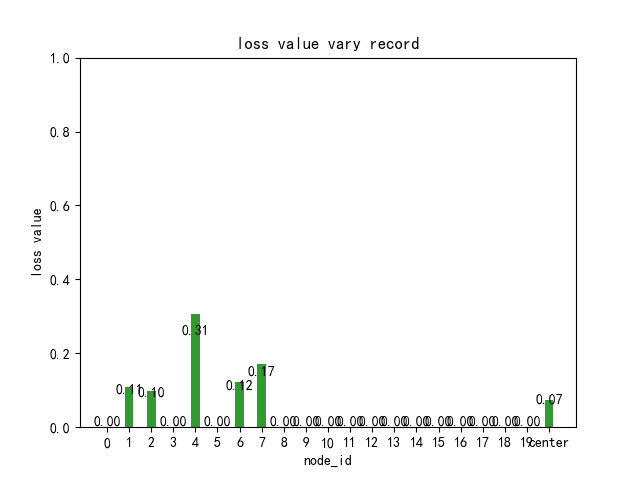 loss value vary record
1.0
0.8
0.6
0.4
0.2
0.0
loss value
0.00 0.11 0.10 0.00 0.31 0.00 0.12 0.17 0.00 0.00 0.00 0.00 0.00 0.00 0.00 0.00 0.00 0.00 0.00 0.00 0.07
0 1 2 3 4 5 6 7 8 9 10 11 12 13 14 15 16 17 18 19 center
node_id